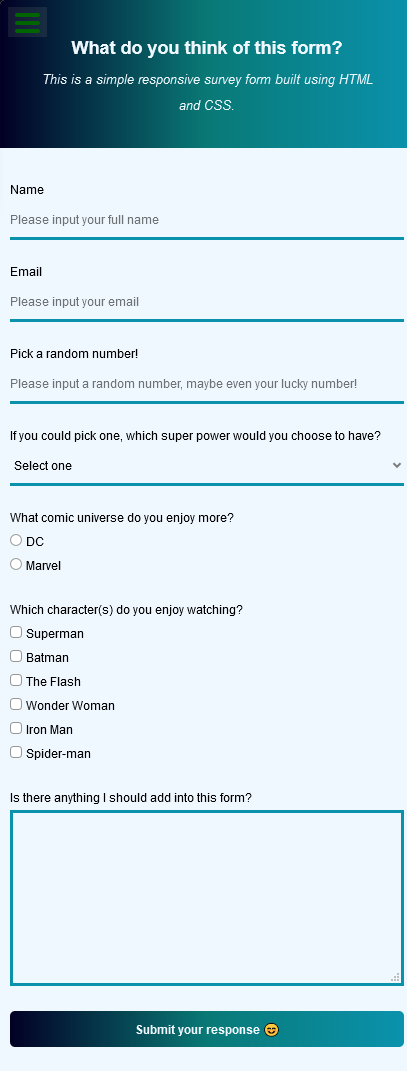 What do you think of this form?
This is a simple responsive survey form built using HTML
and CSS.
Name
Please input your full name
Email
Please input your email
Pick a random number!
Please input a random number, maybe even your lucky number!
If you could pick one, which super power would you choose to have?
Select one
What comic universe do you enjoy more?
DC
Marvel
Which character(s) do you enjoy watching?
Superman
Batman
The Flash
Wonder Woman
Iron Man
Spider-man
Is there anything I should add into this form?
Submit your response 😊